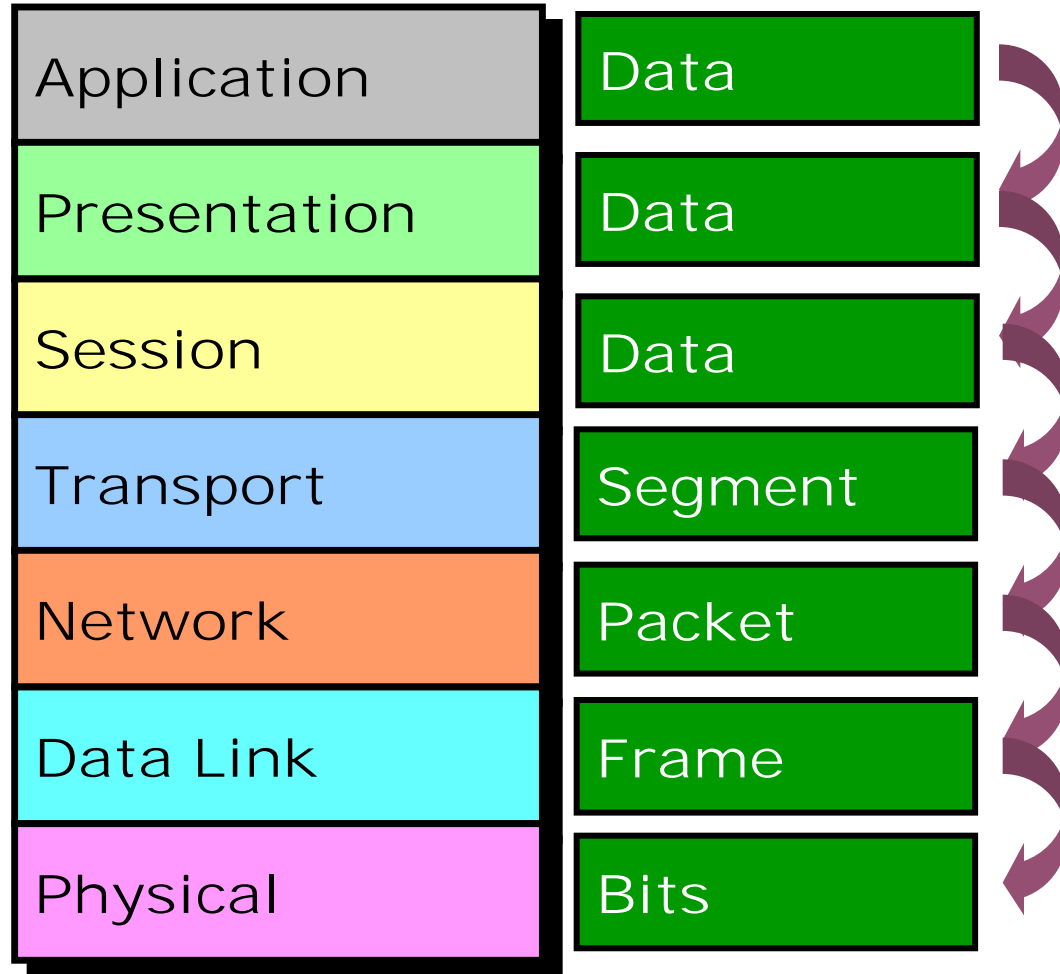 Application Data
Presentation Data
Session Data
Transport Segment
Network Packet
Data Link Frame
Physical Bits